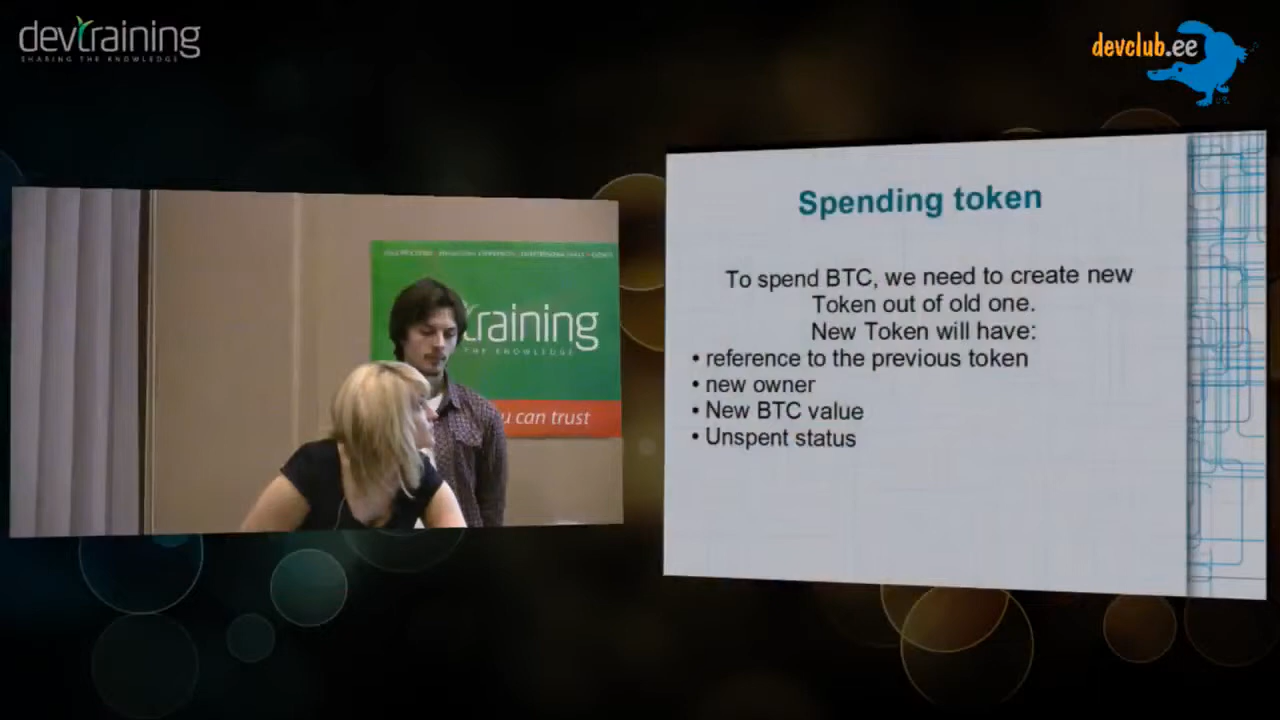 devtraining
SHARING THE KNOWLEDGE
devclub.ee
training
THE KNOWLEDGE
u can trust
Spending token
To spend BTC, we need to create new
Token out of old one.
New Token will have:
• reference to the previous token
• new owner
• New BTC value
• Unspent status